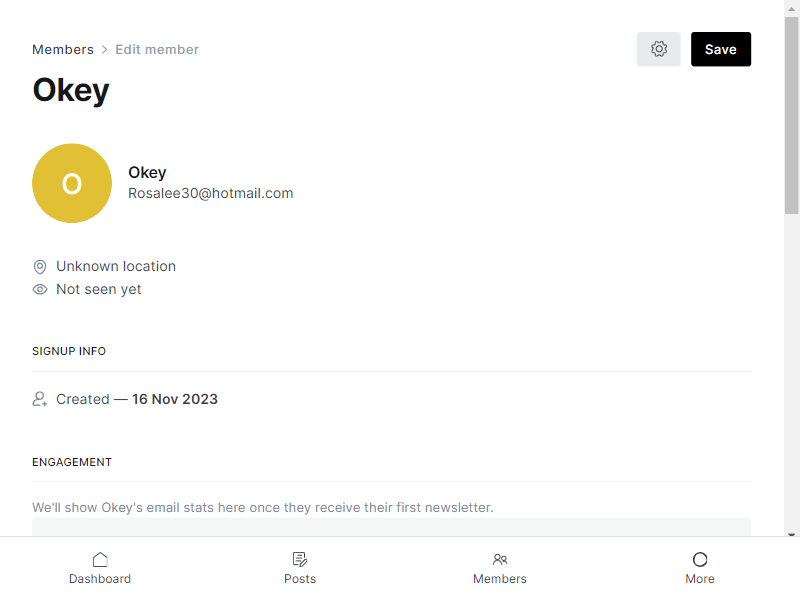 Members > Edit member
Save
Okey
O
Okey
Rosalee30@hotmail.com
Unknown location
Not seen yet
SIGNUP INFO
Created — 16 Nov 2023
ENGAGEMENT
We'll show Okey's email stats here once they receive their first newsletter.
Dashboard
Posts
Members
More